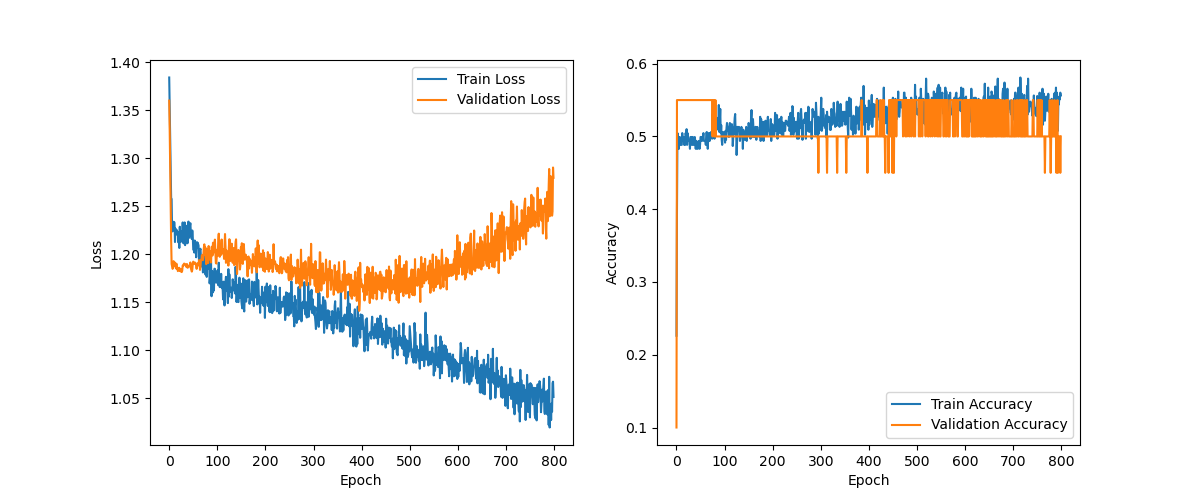 1.40
1.35
1.30
1.25
1.20
1.15
1.10
1.05
Loss
0 100 200 300 400 500 600 700 800
Epoch
Train Loss
Validation Loss
0.6
0.5
0.4
0.3
0.2
0.1
Accuracy
0 100 200 300 400 500 600 700 800
Epoch
Train Accuracy
Validation Accuracy